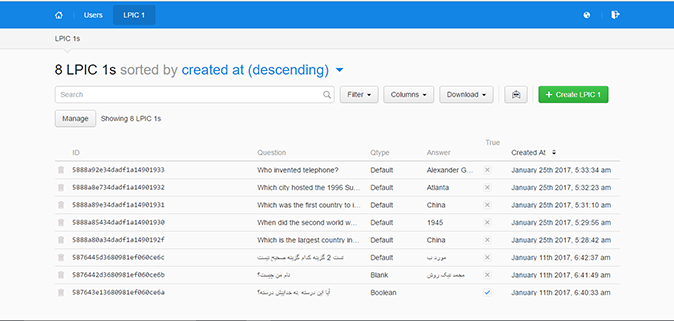 Users LPIC 1
LPIC 1s
8 LPIC 1s sorted by created at (descending)
Search Filter Columns Download + Create LPIC 1
Manage Showing 8 LPIC 1s
ID Question Qtype Answer True Created At
5888a92e34dadf1a14901933 Who invented telephone? Default Alexander G... January 25th 2017, 5:33:34 am
5888a8e734dadf1a14901932 Which city hosted the 1996 Su... Default Atlanta January 25th 2017, 5:32:23 am
5888a89e34dadf1a14901931 Which was the first country to i... Default China January 25th 2017, 5:31:10 am
5888a85434dadf1a14901930 When did the second world w... Default 1945 January 25th 2017, 5:29:56 am
5888a80a34dadf1a1490192f Which is the largest country in... Default China January 25th 2017, 5:28:42 am
5876445d3680981ef060ce6c تست 2 گزینه کدام گزینه صحیح تیست Default مورد ب January 11th 2017, 6:42:37 am
5876442d3680981ef060ce6b نام من چیست؟ Blank محمد نیک روش January 11th 2017, 6:41:49 am
587643e13680981ef060ce6a آیا این درسته .نه خداییش درسته؟ Boolean January 11th 2017, 6:40:33 am